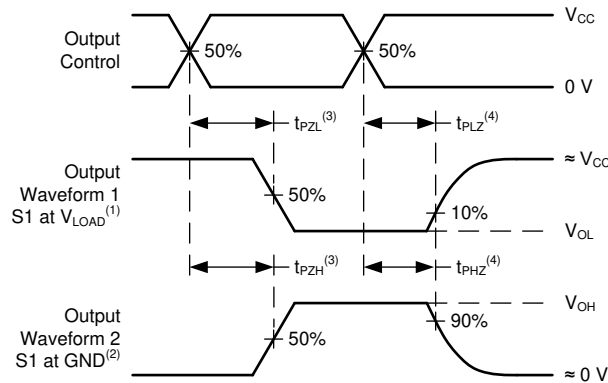 V_CC
Output
Control
50%
50%
0 V
t_PZL^(3)
t_PLZ^(4)
≈ V_CC
Output
Waveform 1
S1 at V_LOAD^(1)
50%
10%
V_OL
t_PZH^(3)
t_PHZ^(4)
V_OH
Output
Waveform 2
S1 at GND^(2)
50%
90%
≈ 0 V